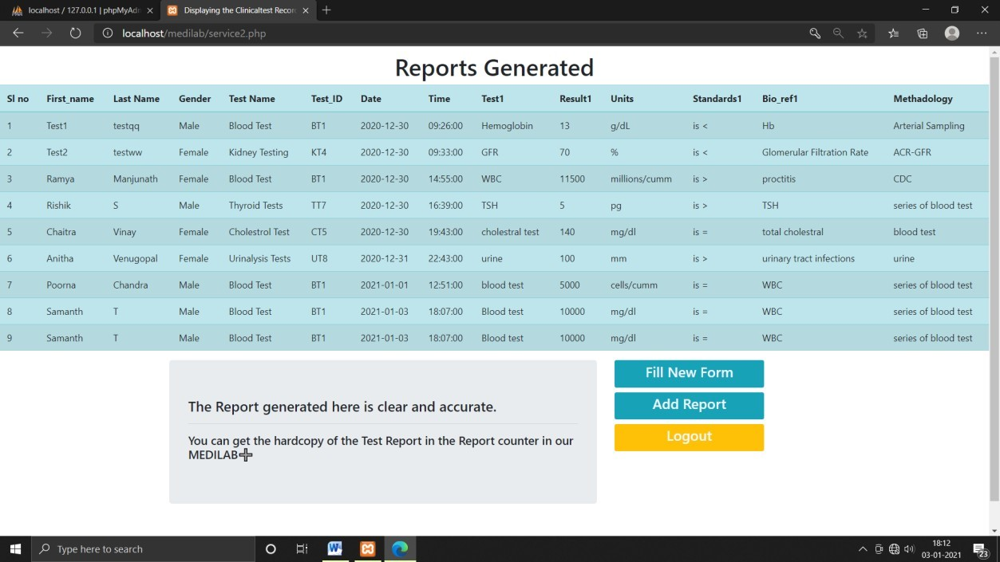 localhost / 127.0.0.1 | phpMyAdn
Displaying the Clinicaltest Recor
localhost/medilab/service2.php
Reports Generated
Sl no First_name Last Name Gender Test Name Test_ID Date Time Test1 Result1 Units Standards1 Bio_ref1 Methadology
1 Test1 testqq Male Blood Test BT1 2020-12-30 09:26:00 Hemoglobin 13 g/dL is < Hb Arterial Sampling
2 Test2 testww Female Kidney Testing KT4 2020-12-30 09:33:00 GFR 70 % is < Glomerular Filtration Rate ACR-GFR
3 Ramya Manjunath Female Blood Test BT1 2020-12-30 14:55:00 WBC 11500 millions/cumm is > proctitis CDC
4 Rishik S Male Thyroid Tests TT7 2020-12-30 16:39:00 TSH 5 pg is > TSH series of blood test
5 Chaitra Vinay Female Cholestrol Test CT5 2020-12-30 19:43:00 cholestral test 140 mg/dl is = total cholestral blood test
6 Anitha Venugopal Female Urinalysis Tests UT8 2020-12-31 22:43:00 urine 100 mm is > urinary tract infections urine
7 Poorna Chandra Male Blood Test BT1 2021-01-01 12:51:00 blood test 5000 cells/cumm is = WBC series of blood test
8 Samanth T Male Blood Test BT1 2021-01-03 18:07:00 Blood test 10000 mg/dl is = WBC series of blood test
9 Samanth T Male Blood Test BT1 2021-01-03 18:07:00 Blood test 10000 mg/dl is = WBC series of blood test
The Report generated here is clear and accurate.
You can get the hardcopy of the Test Report in the Report counter in our
MEDILAB
Fill New Form
Add Report
Logout
Type here to search
18:12
03-01-2021
23